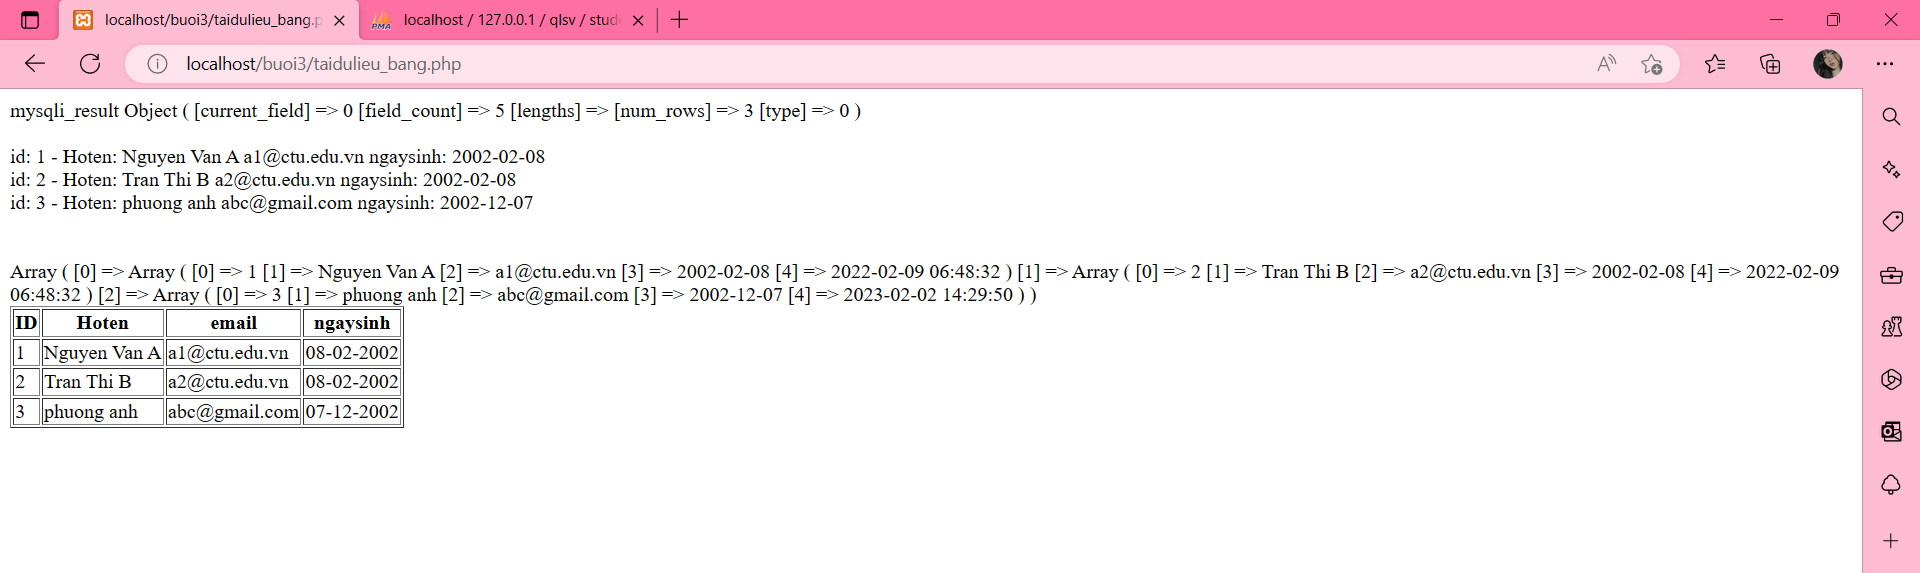 localhost/buoi3/taidulieu_bang.p
localhost / 127.0.0.1 / qlsv / stud
localhost/buoi3/taidulieu_bang.php
mysqli_result Object ( [current_field] => 0 [field_count] => 5 [lengths] => [num_rows] => 3 [type] => 0 )
id: 1 - Hoten: Nguyen Van A a1@ctu.edu.vn ngaysinh: 2002-02-08
id: 2 - Hoten: Tran Thi B a2@ctu.edu.vn ngaysinh: 2002-02-08
id: 3 - Hoten: phuong anh abc@gmail.com ngaysinh: 2002-12-07
Array ( [0] => Array ( [0] => 1 [1] => Nguyen Van A [2] => a1@ctu.edu.vn [3] => 2002-02-08 [4] => 2022-02-09 06:48:32 ) [1] => Array ( [0] => 2 [1] => Tran Thi B [2] => a2@ctu.edu.vn [3] => 2002-02-08 [4] => 2022-02-09
06:48:32 ) [2] => Array ( [0] => 3 [1] => phuong anh [2] => abc@gmail.com [3] => 2002-12-07 [4] => 2023-02-02 14:29:50 ) )
ID Hoten email ngaysinh
1 Nguyen Van A a1@ctu.edu.vn 08-02-2002
2 Tran Thi B a2@ctu.edu.vn 08-02-2002
3 phuong anh abc@gmail.com 07-12-2002